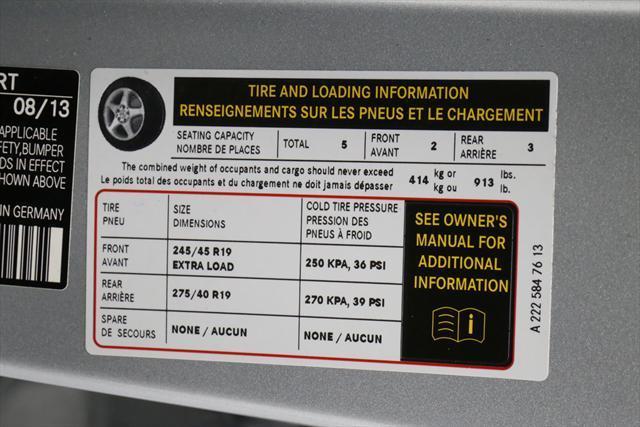 RT
08/13
APPLICABLE
FETY, BUMPER
DS IN EFFECT
SHOWN ABOVE
IN GERMANY
TIRE AND LOADING INFORMATION
RENSEIGNEMENTS SUR LES PNEUS ET LE CHARGEMENT
SEATING CAPACITY
NOMBRE DE PLACES
TOTAL 5
FRONT
AVANT 2
REAR
ARRIÈRE 3
The combined weight of occupants and cargo should never exceed
Le poids total des occupants et du chargement ne doit jamais dépasser
414 kg or
kg ou
913 lbs.
lb.
TIRE
PNEU
SIZE
DIMENSIONS
COLD TIRE PRESSURE
PRESSION DES
PNEUS À FROID
FRONT
AVANT
245/45 R19
EXTRA LOAD
250 KPA, 36 PSI
REAR
ARRIÈRE
275/40 R19
270 KPA, 39 PSI
SPARE
DE SECOURS
NONE / AUCUN
NONE / AUCUN
SEE OWNER'S
MANUAL FOR
ADDITIONAL
INFORMATION
i
A 222 584 76 13